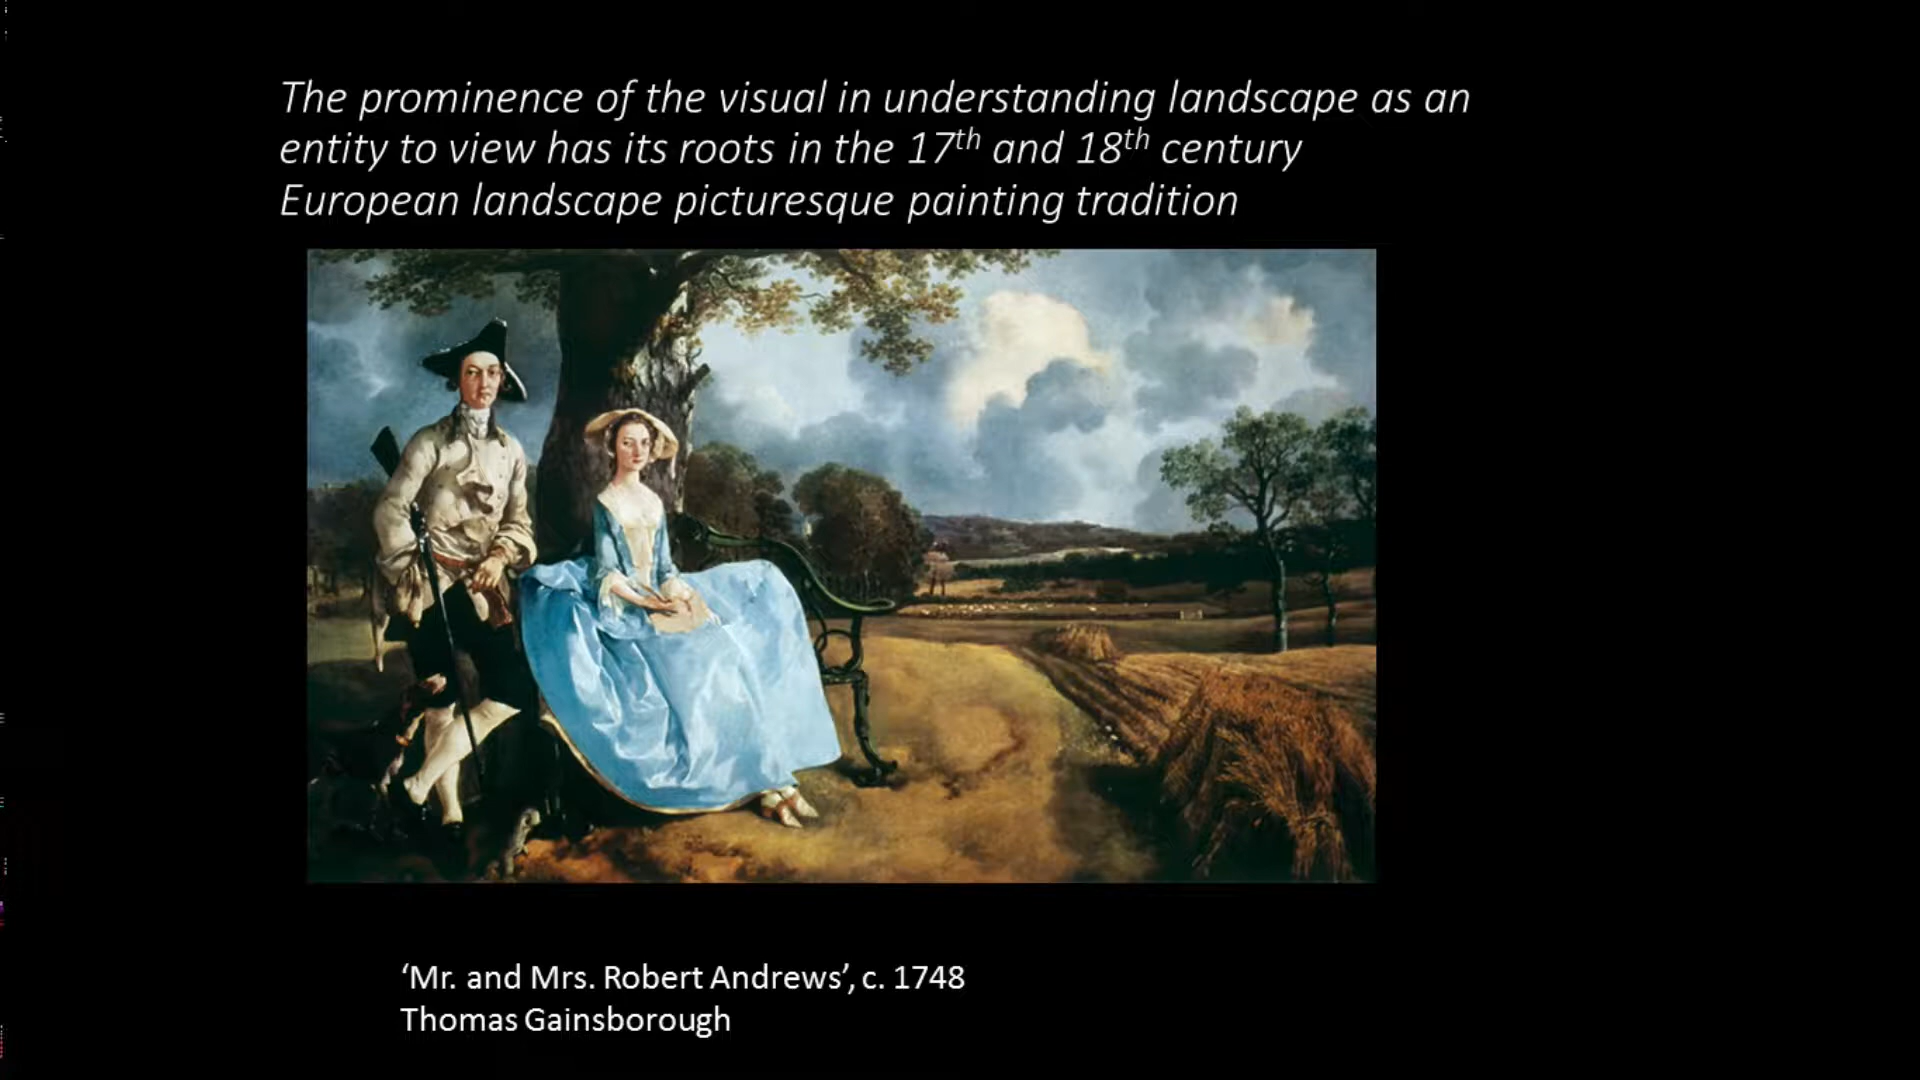 The prominence of the visual in understanding landscape as an
entity to view has its roots in the 17th and 18th century
European landscape picturesque painting tradition
‘Mr. and Mrs. Robert Andrews’, c. 1748
Thomas Gainsborough